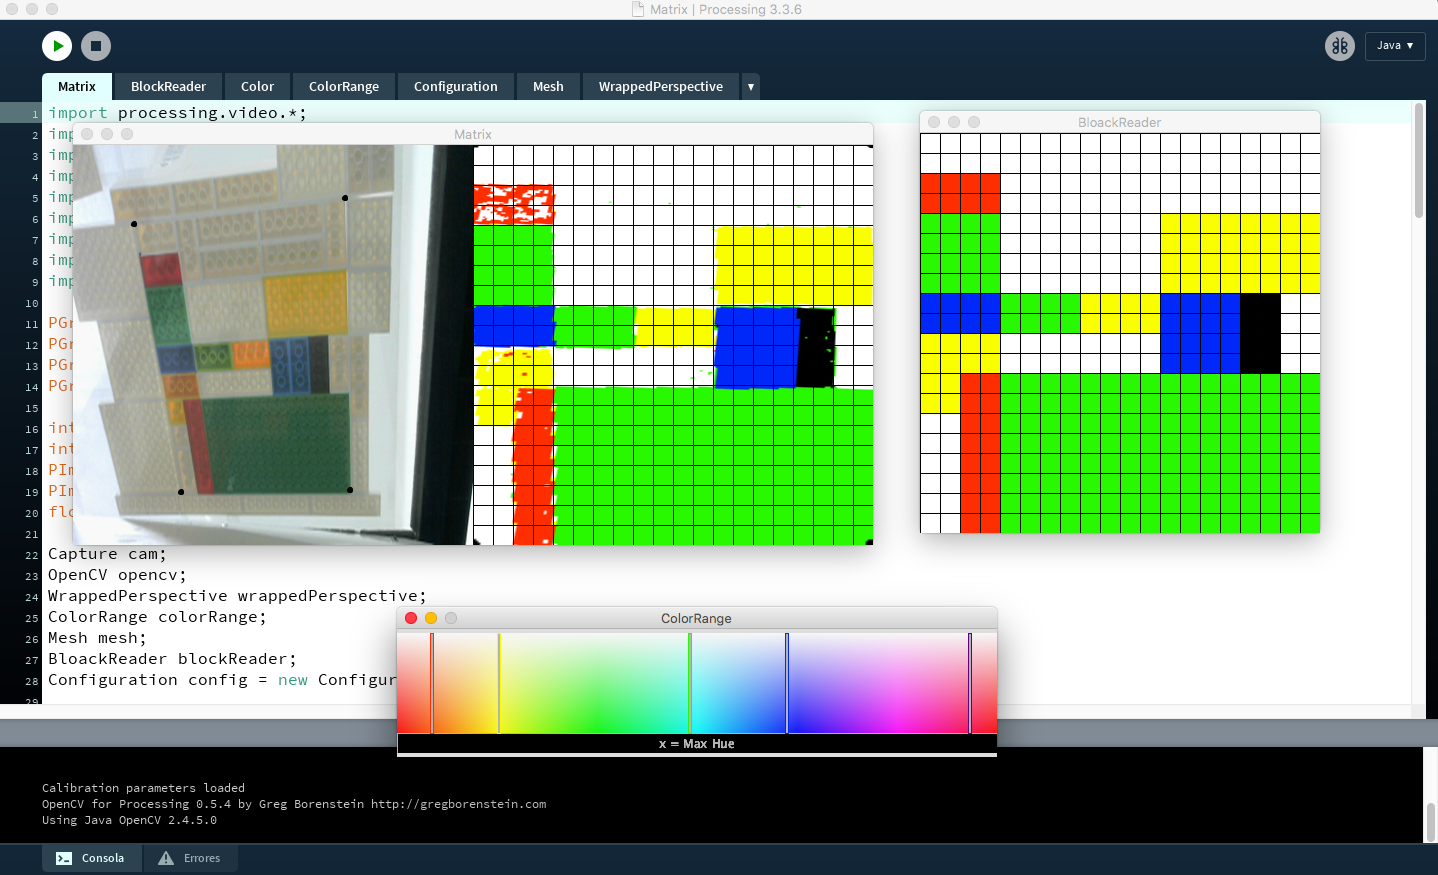 Matrix | Processing 3.3.6
Java ▾
Matrix
BlockReader
Color
ColorRange
Configuration
Mesh
WrappedPerspective
▾
1 import processing.video.*;
2 imp
3 imp
4 imp
5 imp
6 imp
7 imp
8 imp
9 imp
10
11 PGr
12 PGr
13 PGr
14 PGr
15
16 int
17 int
18 PIm
19 PIm
20 flo
21
22 Capture cam;
23 OpenCV opencv;
24 WrappedPerspective wrappedPerspective;
25 ColorRange colorRange;
26 Mesh mesh;
27 BloackReader blockReader;
28 Configuration config = new Configur
29
Matrix
BloackReader
ColorRange
x = Max Hue
Calibration parameters loaded
OpenCV for Processing 0.5.4 by Greg Borenstein http://gregborenstein.com
Using Java OpenCV 2.4.5.0
Consola
Errores